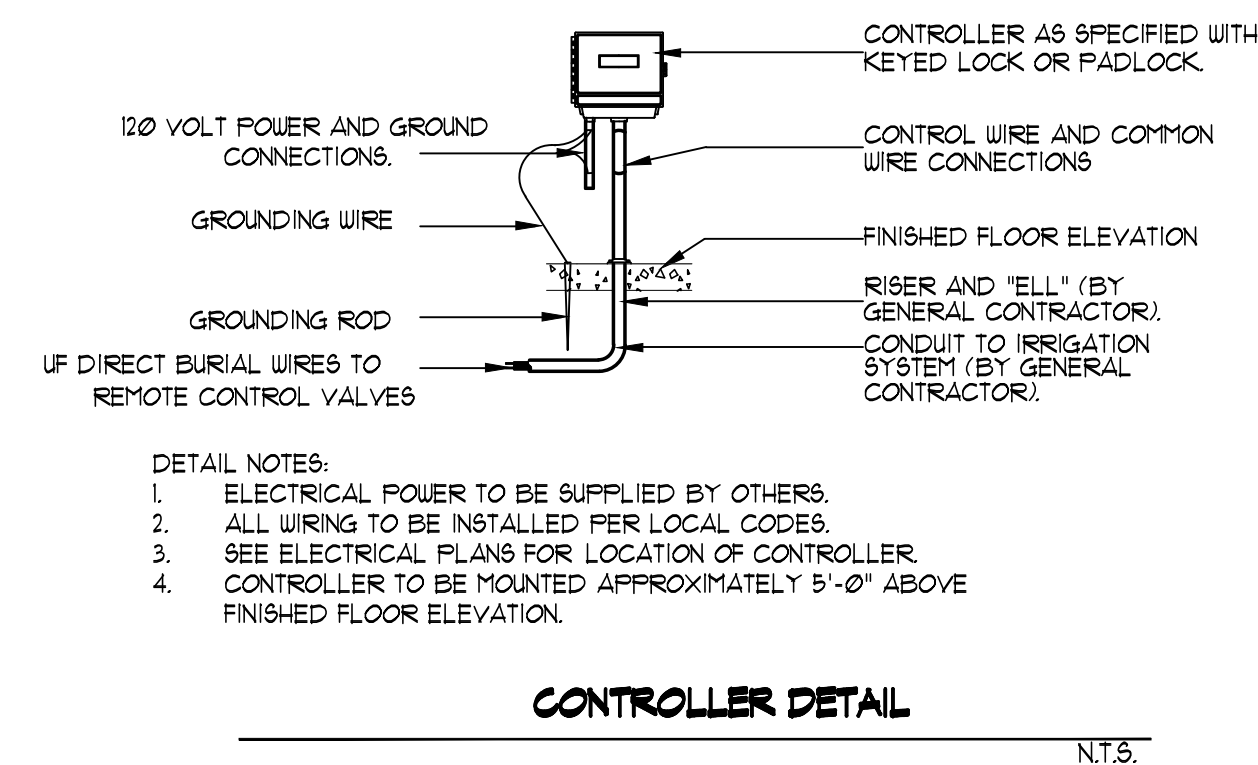 CONTROLLER AS SPECIFIED WITH
KEYED LOCK OR PADLOCK.
120 VOLT POWER AND GROUND
CONNECTIONS.
CONTROL WIRE AND COMMON
WIRE CONNECTIONS
GROUNDING WIRE
FINISHED FLOOR ELEVATION
RISER AND "ELL" (BY
GENERAL CONTRACTOR).
GROUNDING ROD
CONDUIT TO IRRIGATION
SYSTEM (BY GENERAL
CONTRACTOR).
UF DIRECT BURIAL WIRES TO
REMOTE CONTROL VALVES
DETAIL NOTES:
1. ELECTRICAL POWER TO BE SUPPLIED BY OTHERS.
2. ALL WIRING TO BE INSTALLED PER LOCAL CODES.
3. SEE ELECTRICAL PLANS FOR LOCATION OF CONTROLLER.
4. CONTROLLER TO BE MOUNTED APPROXIMATELY 5'-0" ABOVE
FINISHED FLOOR ELEVATION.
CONTROLLER DETAIL
N.T.S.